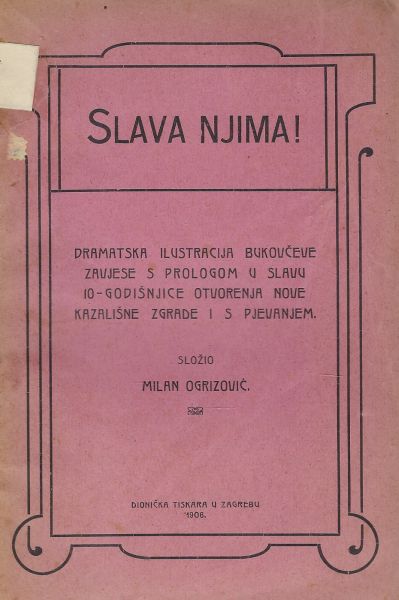 SLAVA NJIMA!
DRAMATSKA ILUSTRACIJA BUKOVČEVE
ZAVJESE S PROLOGOM U SLAVU
10-GODIŠNJICE OTVORENJA NOVE
KAZALIŠNE ZGRADE I S PJEVANJEM.
SLOŽIO
MILAN OGRIZOVIĆ.
DIONIČKA TISKARA U ZAGREBU
1906.